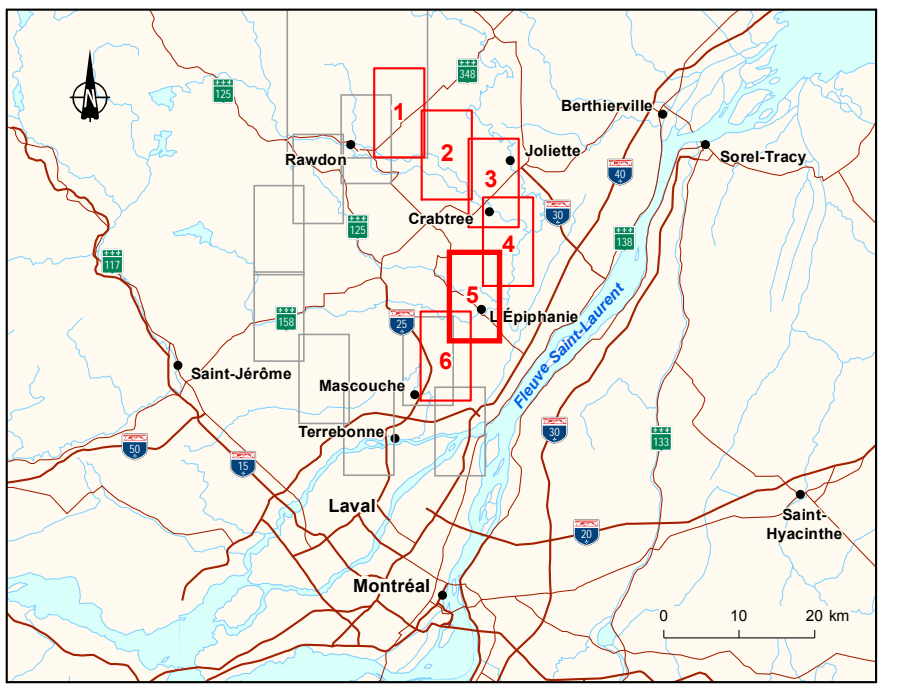 348
125
1
Berthierville
N
2
Joliette
Sorel-Tracy
Rawdon
40
3
Crabtree
30
125
4
138
117
5
L'Épiphanie
158
25
Fleuve Saint-Laurent
6
Saint-Jérôme
Mascouche
Terrebonne
30
133
50
15
Saint-
Hyacinthe
Laval
20
Montréal
0 10 20 km